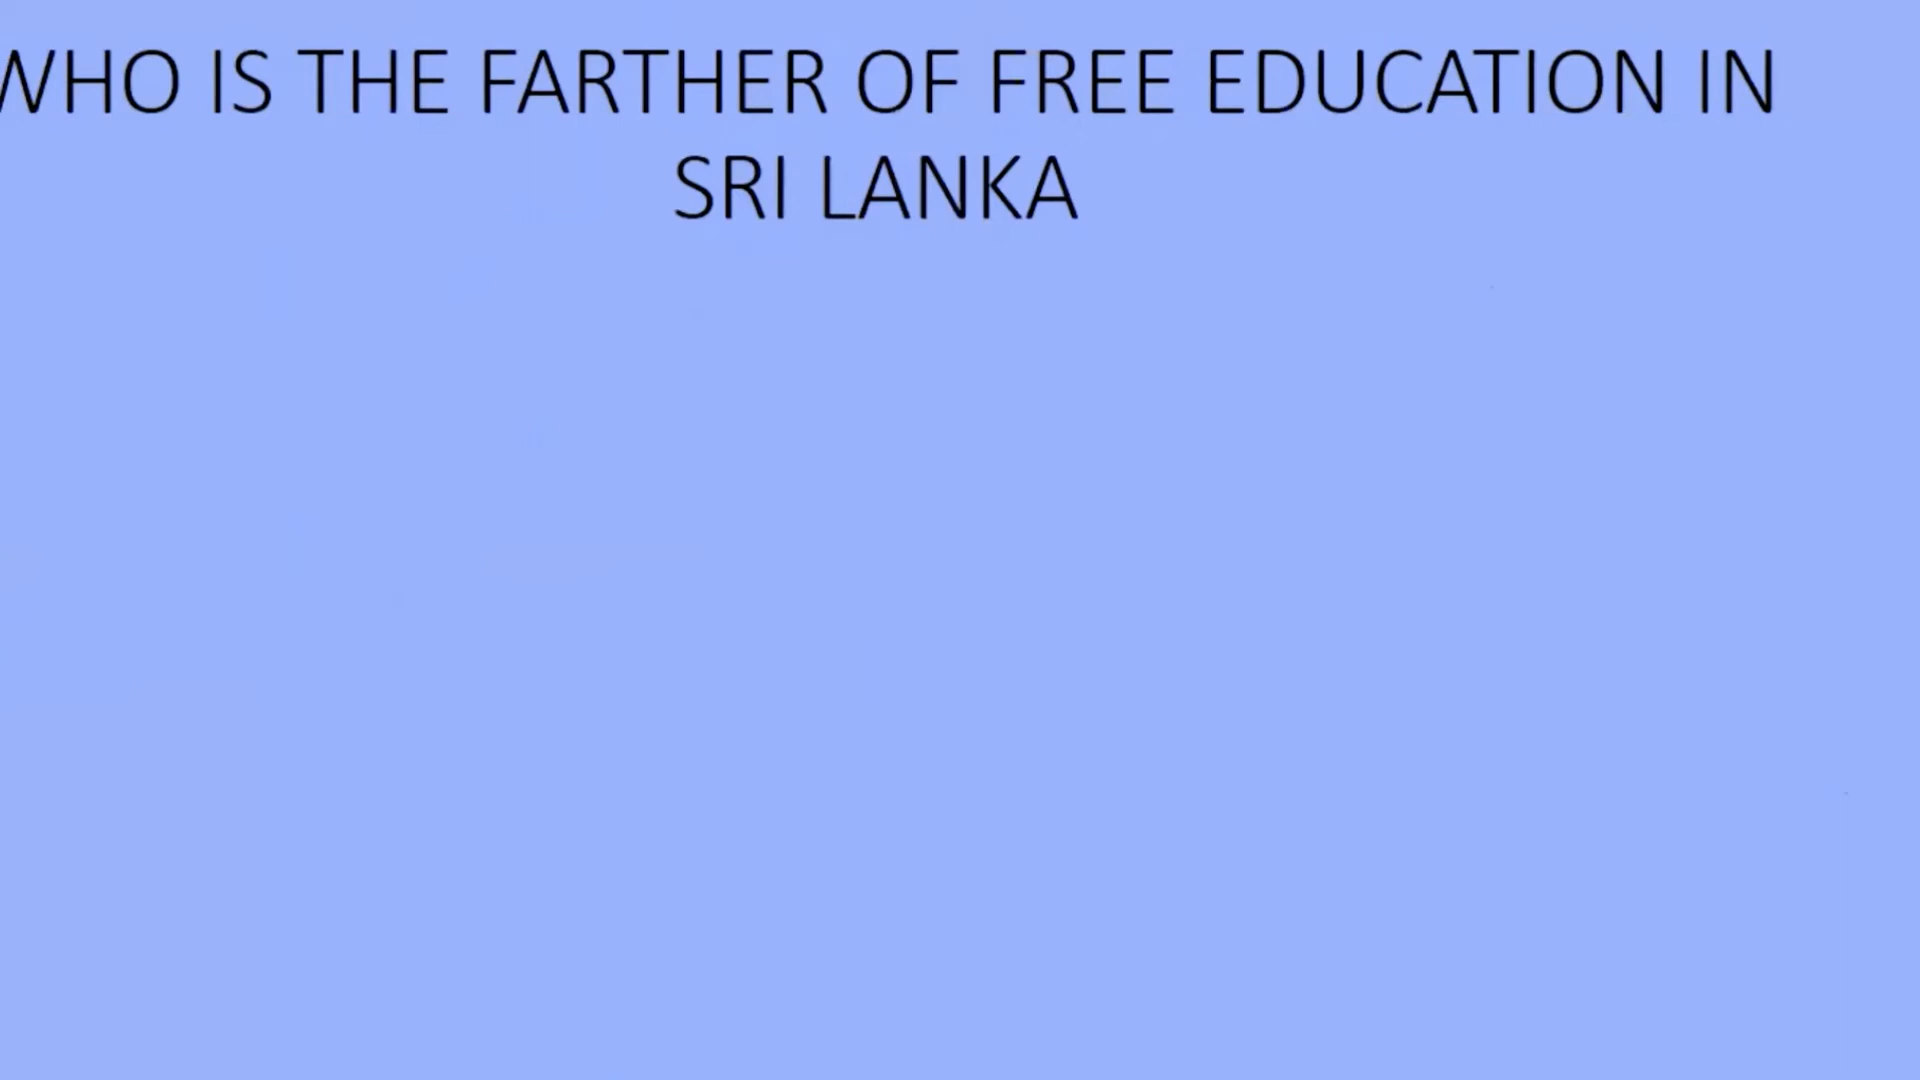 WHO IS THE FARTHER OF FREE EDUCATION IN
SRI LANKA